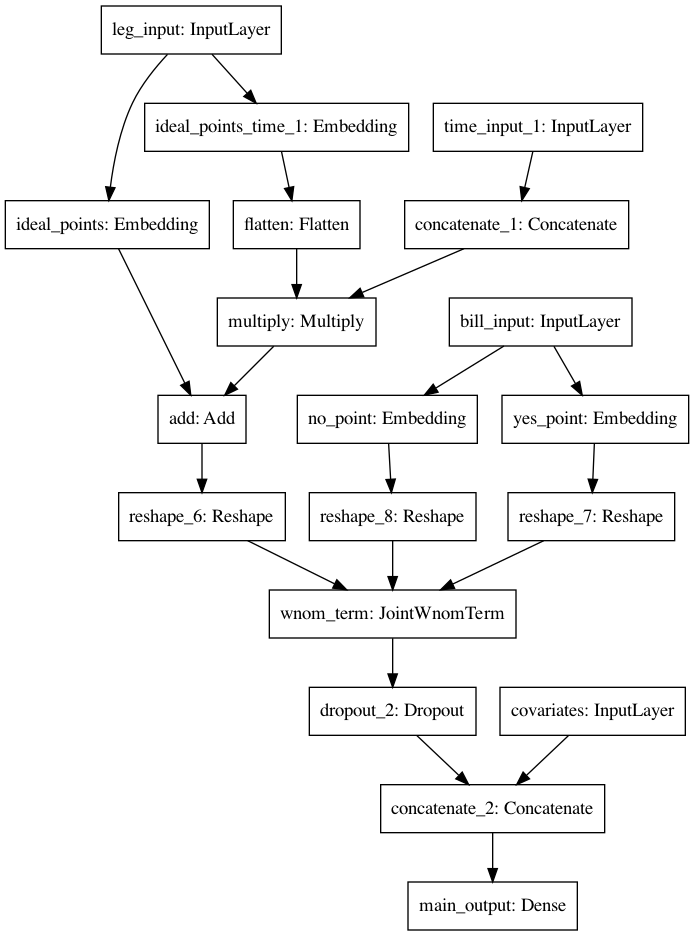 leg_input: InputLayer
ideal_points_time_1: Embedding
time_input_1: InputLayer
ideal_points: Embedding
flatten: Flatten
concatenate_1: Concatenate
multiply: Multiply
bill_input: InputLayer
add: Add
no_point: Embedding
yes_point: Embedding
reshape_6: Reshape
reshape_8: Reshape
reshape_7: Reshape
wnom_term: JointWnomTerm
dropout_2: Dropout
covariates: InputLayer
concatenate_2: Concatenate
main_output: Dense